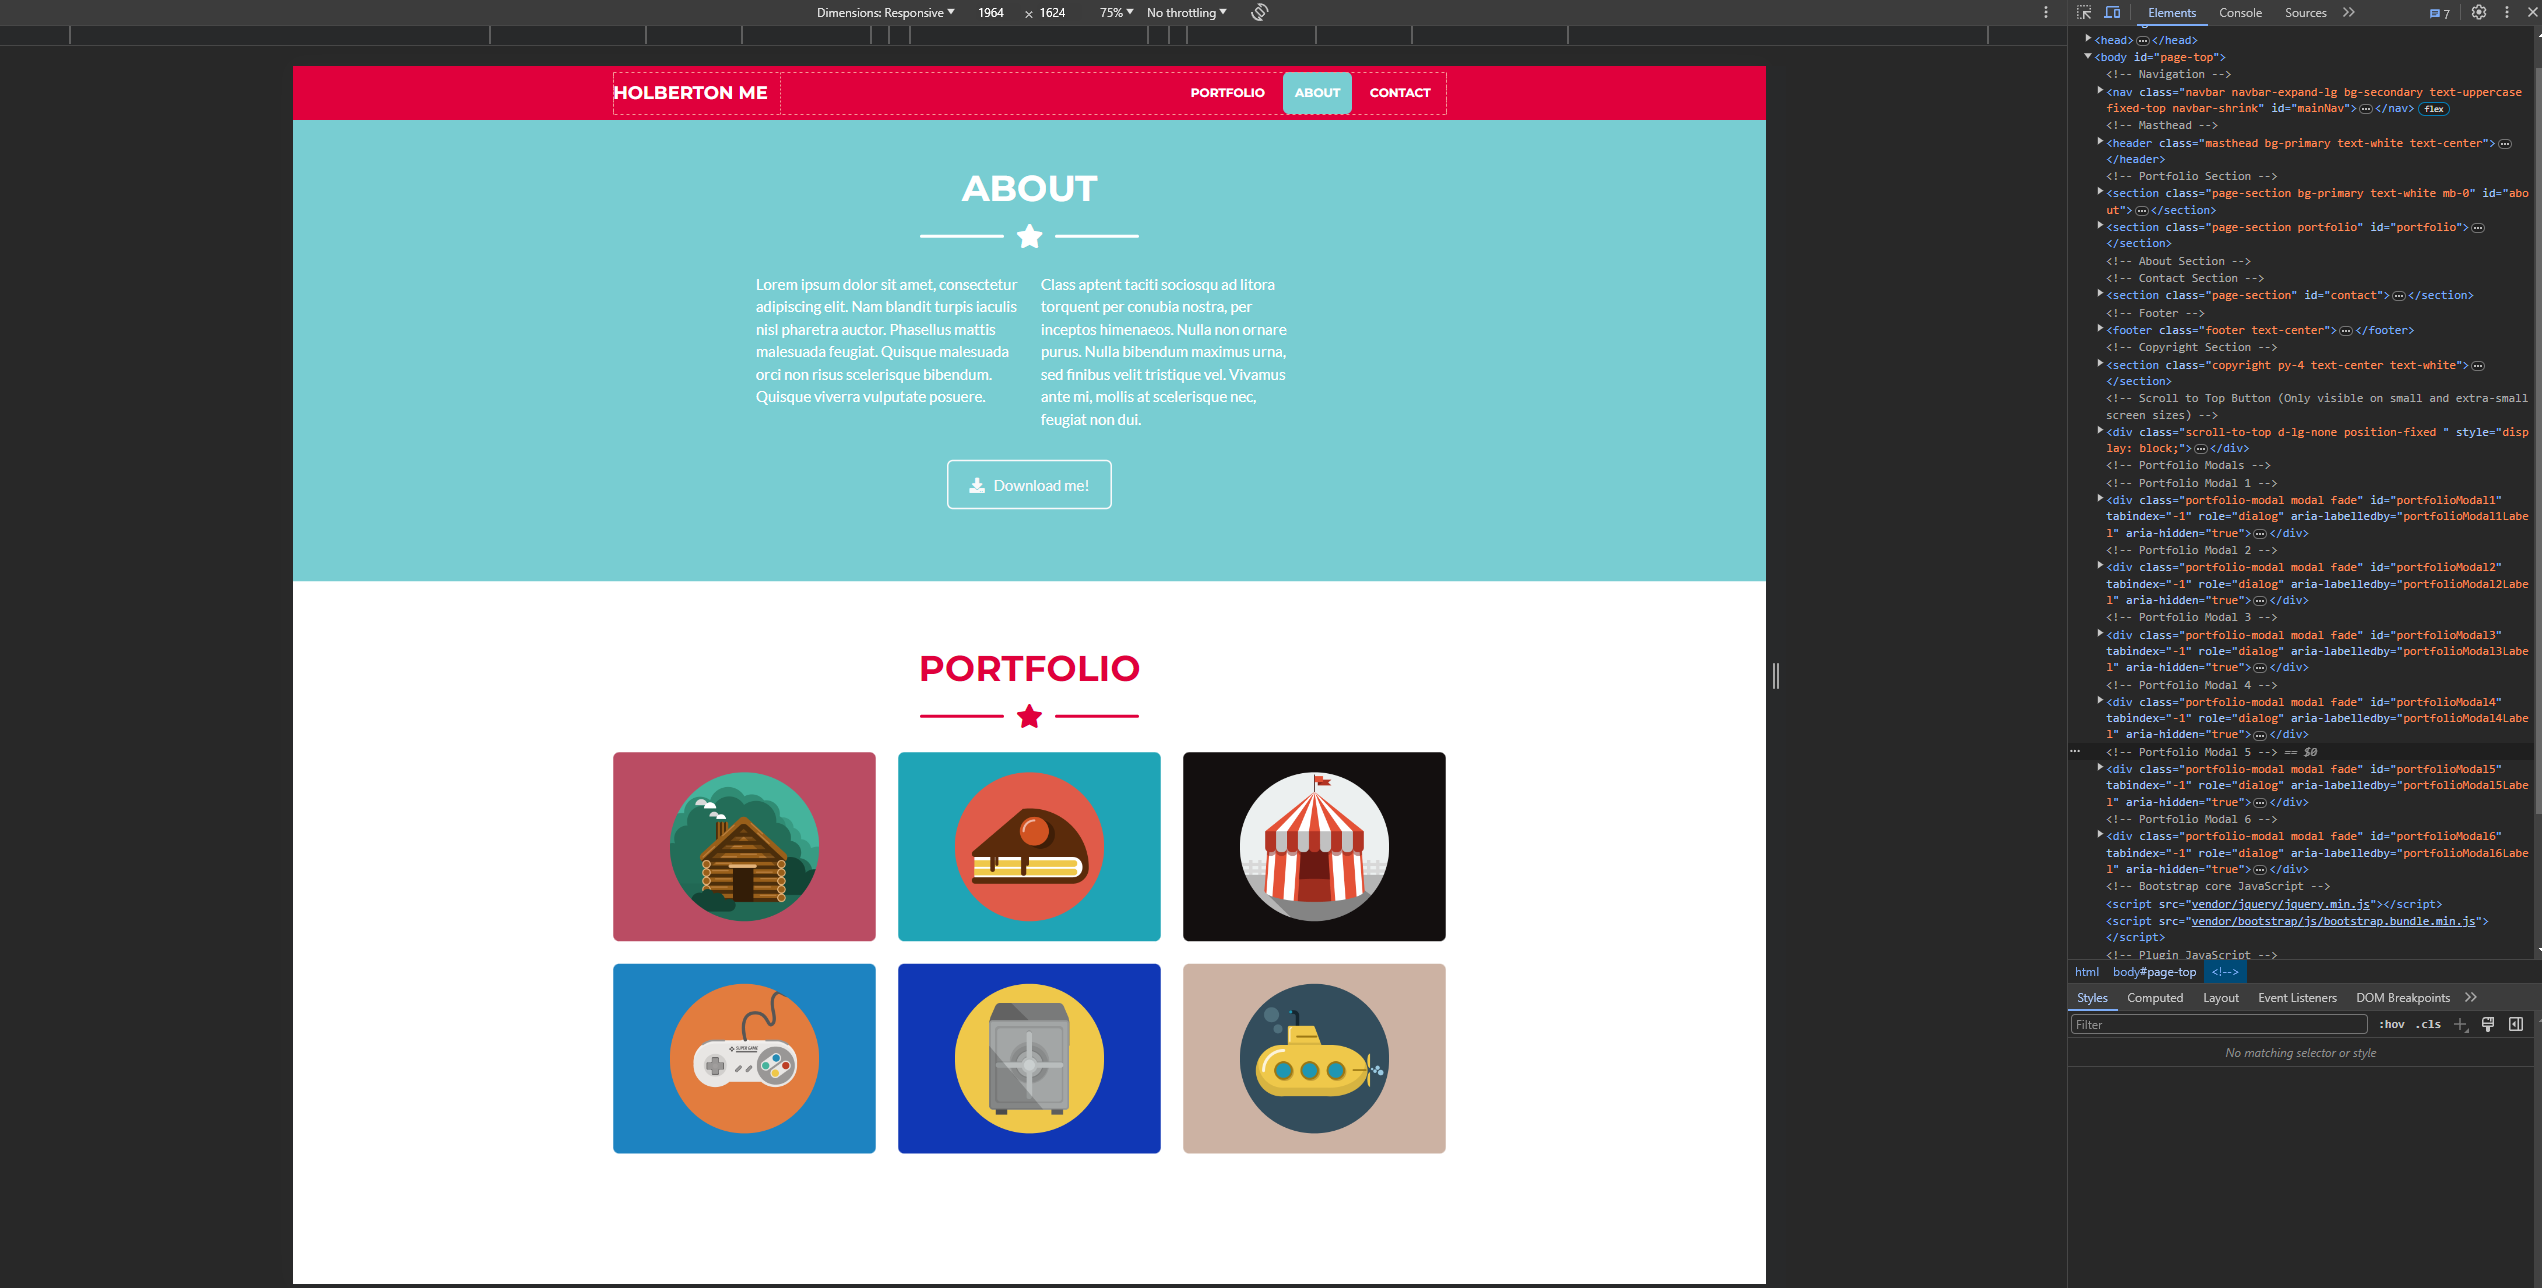 Dimensions: Responsive 1964 × 1624 75% No throttling
HOLBERTON ME PORTFOLIO ABOUT CONTACT
ABOUT
Lorem ipsum dolor sit amet, consectetur
adipiscing elit. Nam blandit turpis iaculis
nisl pharetra auctor. Phasellus mattis
malesuada feugiat. Quisque malesuada
orci non risus scelerisque bibendum.
Quisque viverra vulputate posuere.
Class aptent taciti sociosqu ad litora
torquent per conubia nostra, per
inceptos himenaeos. Nulla non ornare
purus. Nulla bibendum maximus urna,
sed finibus velit tristique vel. Vivamus
ante mi, mollis at scelerisque nec,
feugiat non dui.
Download me!
PORTFOLIO
SUPER GAME
Elements Console Sources 7
<head> </head>
<body id="page-top">
<!-- Navigation -->
<nav class="navbar navbar-expand-lg bg-secondary text-uppercase
fixed-top navbar-shrink" id="mainNav"> </nav> flex
<!-- Masthead -->
<header class="masthead bg-primary text-white text-center">
</header>
<!-- Portfolio Section -->
<section class="page-section bg-primary text-white mb-0" id="abo
ut"> </section>
<section class="page-section portfolio" id="portfolio">
</section>
<!-- About Section -->
<!-- Contact Section -->
<section class="page-section" id="contact"> </section>
<!-- Footer -->
<footer class="footer text-center"> </footer>
<!-- Copyright Section -->
<section class="copyright py-4 text-center text-white">
</section>
<!-- Scroll to Top Button (Only visible on small and extra-small
screen sizes) -->
<div class="scroll-to-top d-lg-none position-fixed " style="disp
lay: block;"> </div>
<!-- Portfolio Modals -->
<!-- Portfolio Modal 1 -->
<div class="portfolio-modal modal fade" id="portfolioModal1"
tabindex="-1" role="dialog" aria-labelledby="portfolioModal1Labe
l" aria-hidden="true"> </div>
<!-- Portfolio Modal 2 -->
<div class="portfolio-modal modal fade" id="portfolioModal2"
tabindex="-1" role="dialog" aria-labelledby="portfolioModal2Labe
l" aria-hidden="true"> </div>
<!-- Portfolio Modal 3 -->
<div class="portfolio-modal modal fade" id="portfolioModal3"
tabindex="-1" role="dialog" aria-labelledby="portfolioModal3Labe
l" aria-hidden="true"> </div>
<!-- Portfolio Modal 4 -->
<div class="portfolio-modal modal fade" id="portfolioModal4"
tabindex="-1" role="dialog" aria-labelledby="portfolioModal4Labe
l" aria-hidden="true"> </div>
<!-- Portfolio Modal 5 --> == $0
<div class="portfolio-modal modal fade" id="portfolioModal5"
tabindex="-1" role="dialog" aria-labelledby="portfolioModal5Labe
l" aria-hidden="true"> </div>
<!-- Portfolio Modal 6 -->
<div class="portfolio-modal modal fade" id="portfolioModal6"
tabindex="-1" role="dialog" aria-labelledby="portfolioModal6Labe
l" aria-hidden="true"> </div>
<!-- Bootstrap core JavaScript -->
<script src="vendor/jquery/jquery.min.js"></script>
<script src="vendor/bootstrap/js/bootstrap.bundle.min.js">
</script>
<!-- Plugin JavaScript -->
html body#page-top <!-->
Styles Computed Layout Event Listeners DOM Breakpoints
Filter :hov .cls
No matching selector or style